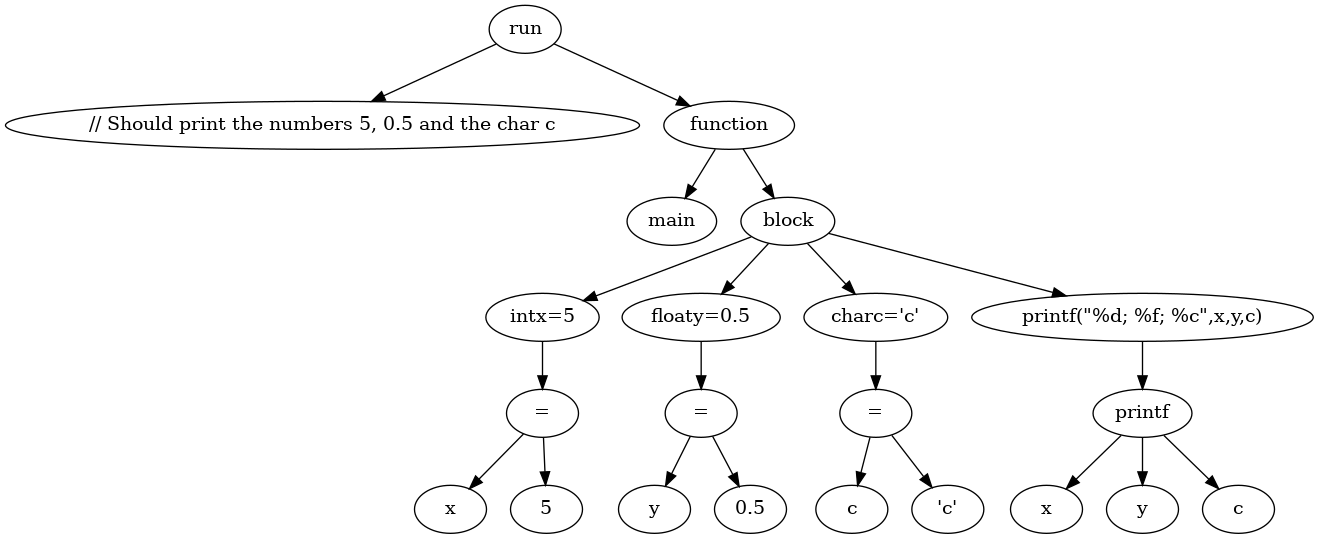 run
// Should print the numbers 5, 0.5 and the char c
function
main
block
intx=5
floaty=0.5
charc='c'
printf("%d; %f; %c",x,y,c)
=
=
=
printf
x
5
y
0.5
c
'c'
x
y
c